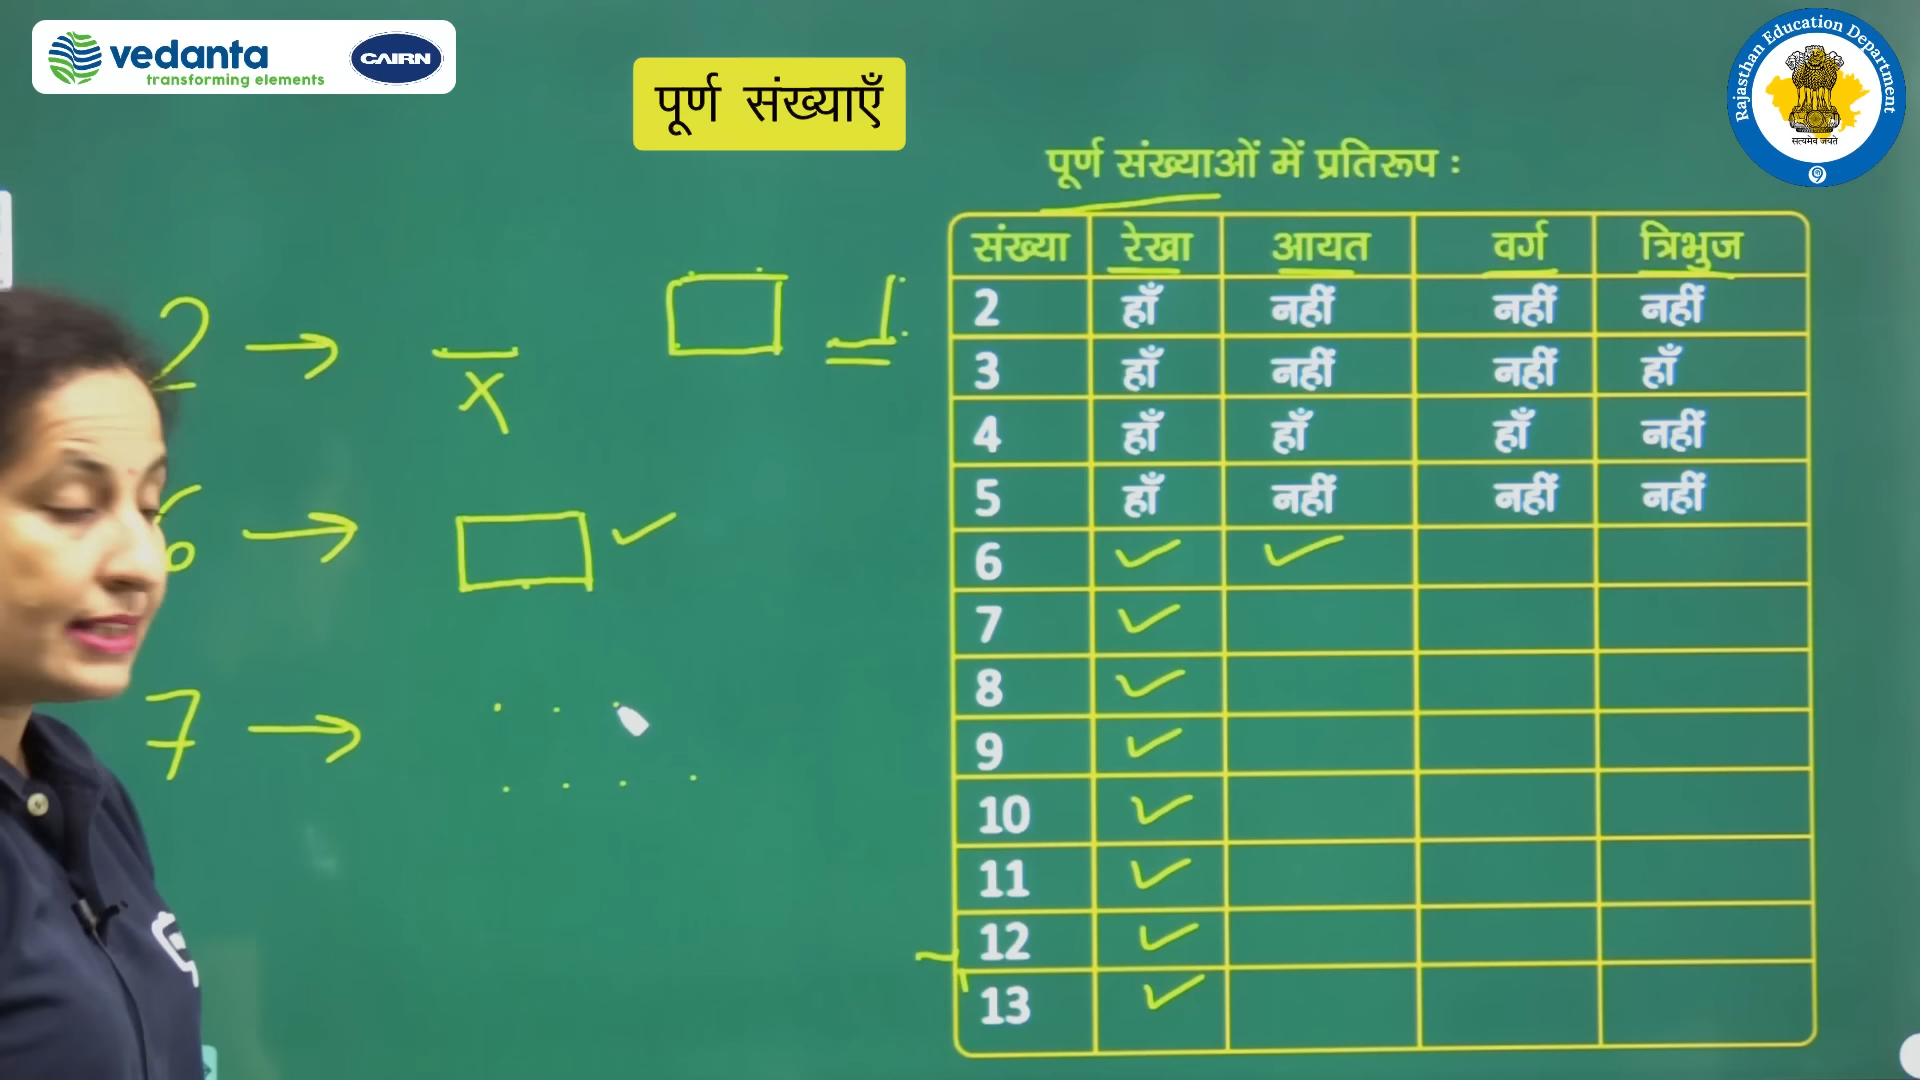 vedanta
transforming elements
CAIRN
पूर्ण संख्याएँ
Rajasthan Education Department
सत्यमेव जयते
पूर्ण संख्याओं में प्रतिरूप :
संख्या रेखा आयत वर्ग त्रिभुज
2 हाँ नहीं नहीं नहीं
3 हाँ नहीं नहीं हाँ
4 हाँ हाँ हाँ नहीं
5 हाँ नहीं नहीं नहीं
6 ✓ ✓
7 ✓
8 ✓
9 ✓
10 ✓
11 ✓
12 ✓
13 ✓
2 →
x
6 → ✓
7 →